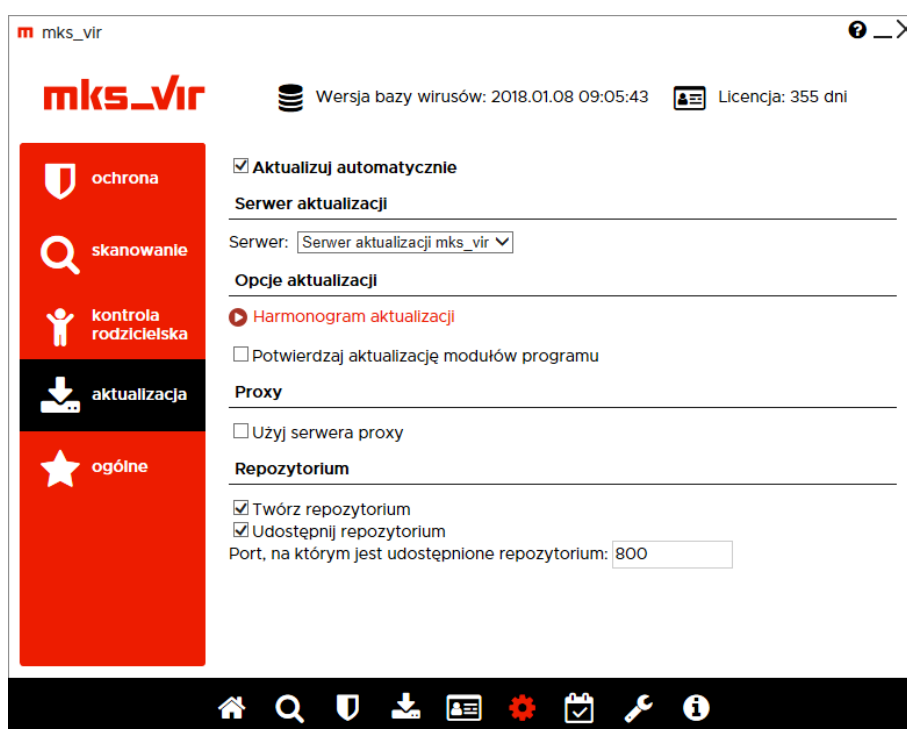 m mks_vir
mks_vır
Wersja bazy wirusów: 2018.01.08 09:05:43 Licencja: 355 dni
ochrona
skanowanie
kontrola
rodzicielska
aktualizacja
ogólne
Aktualizuj automatycznie
Serwer aktualizacji
Serwer: Serwer aktualizacji mks_vir
Opcje aktualizacji
Harmonogram aktualizacji
Potwierdzaj aktualizację modułów programu
Proxy
Użyj serwera proxy
Repozytorium
Twórz repozytorium
Udostępnij repozytorium
Port, na którym jest udostępnione repozytorium: 800